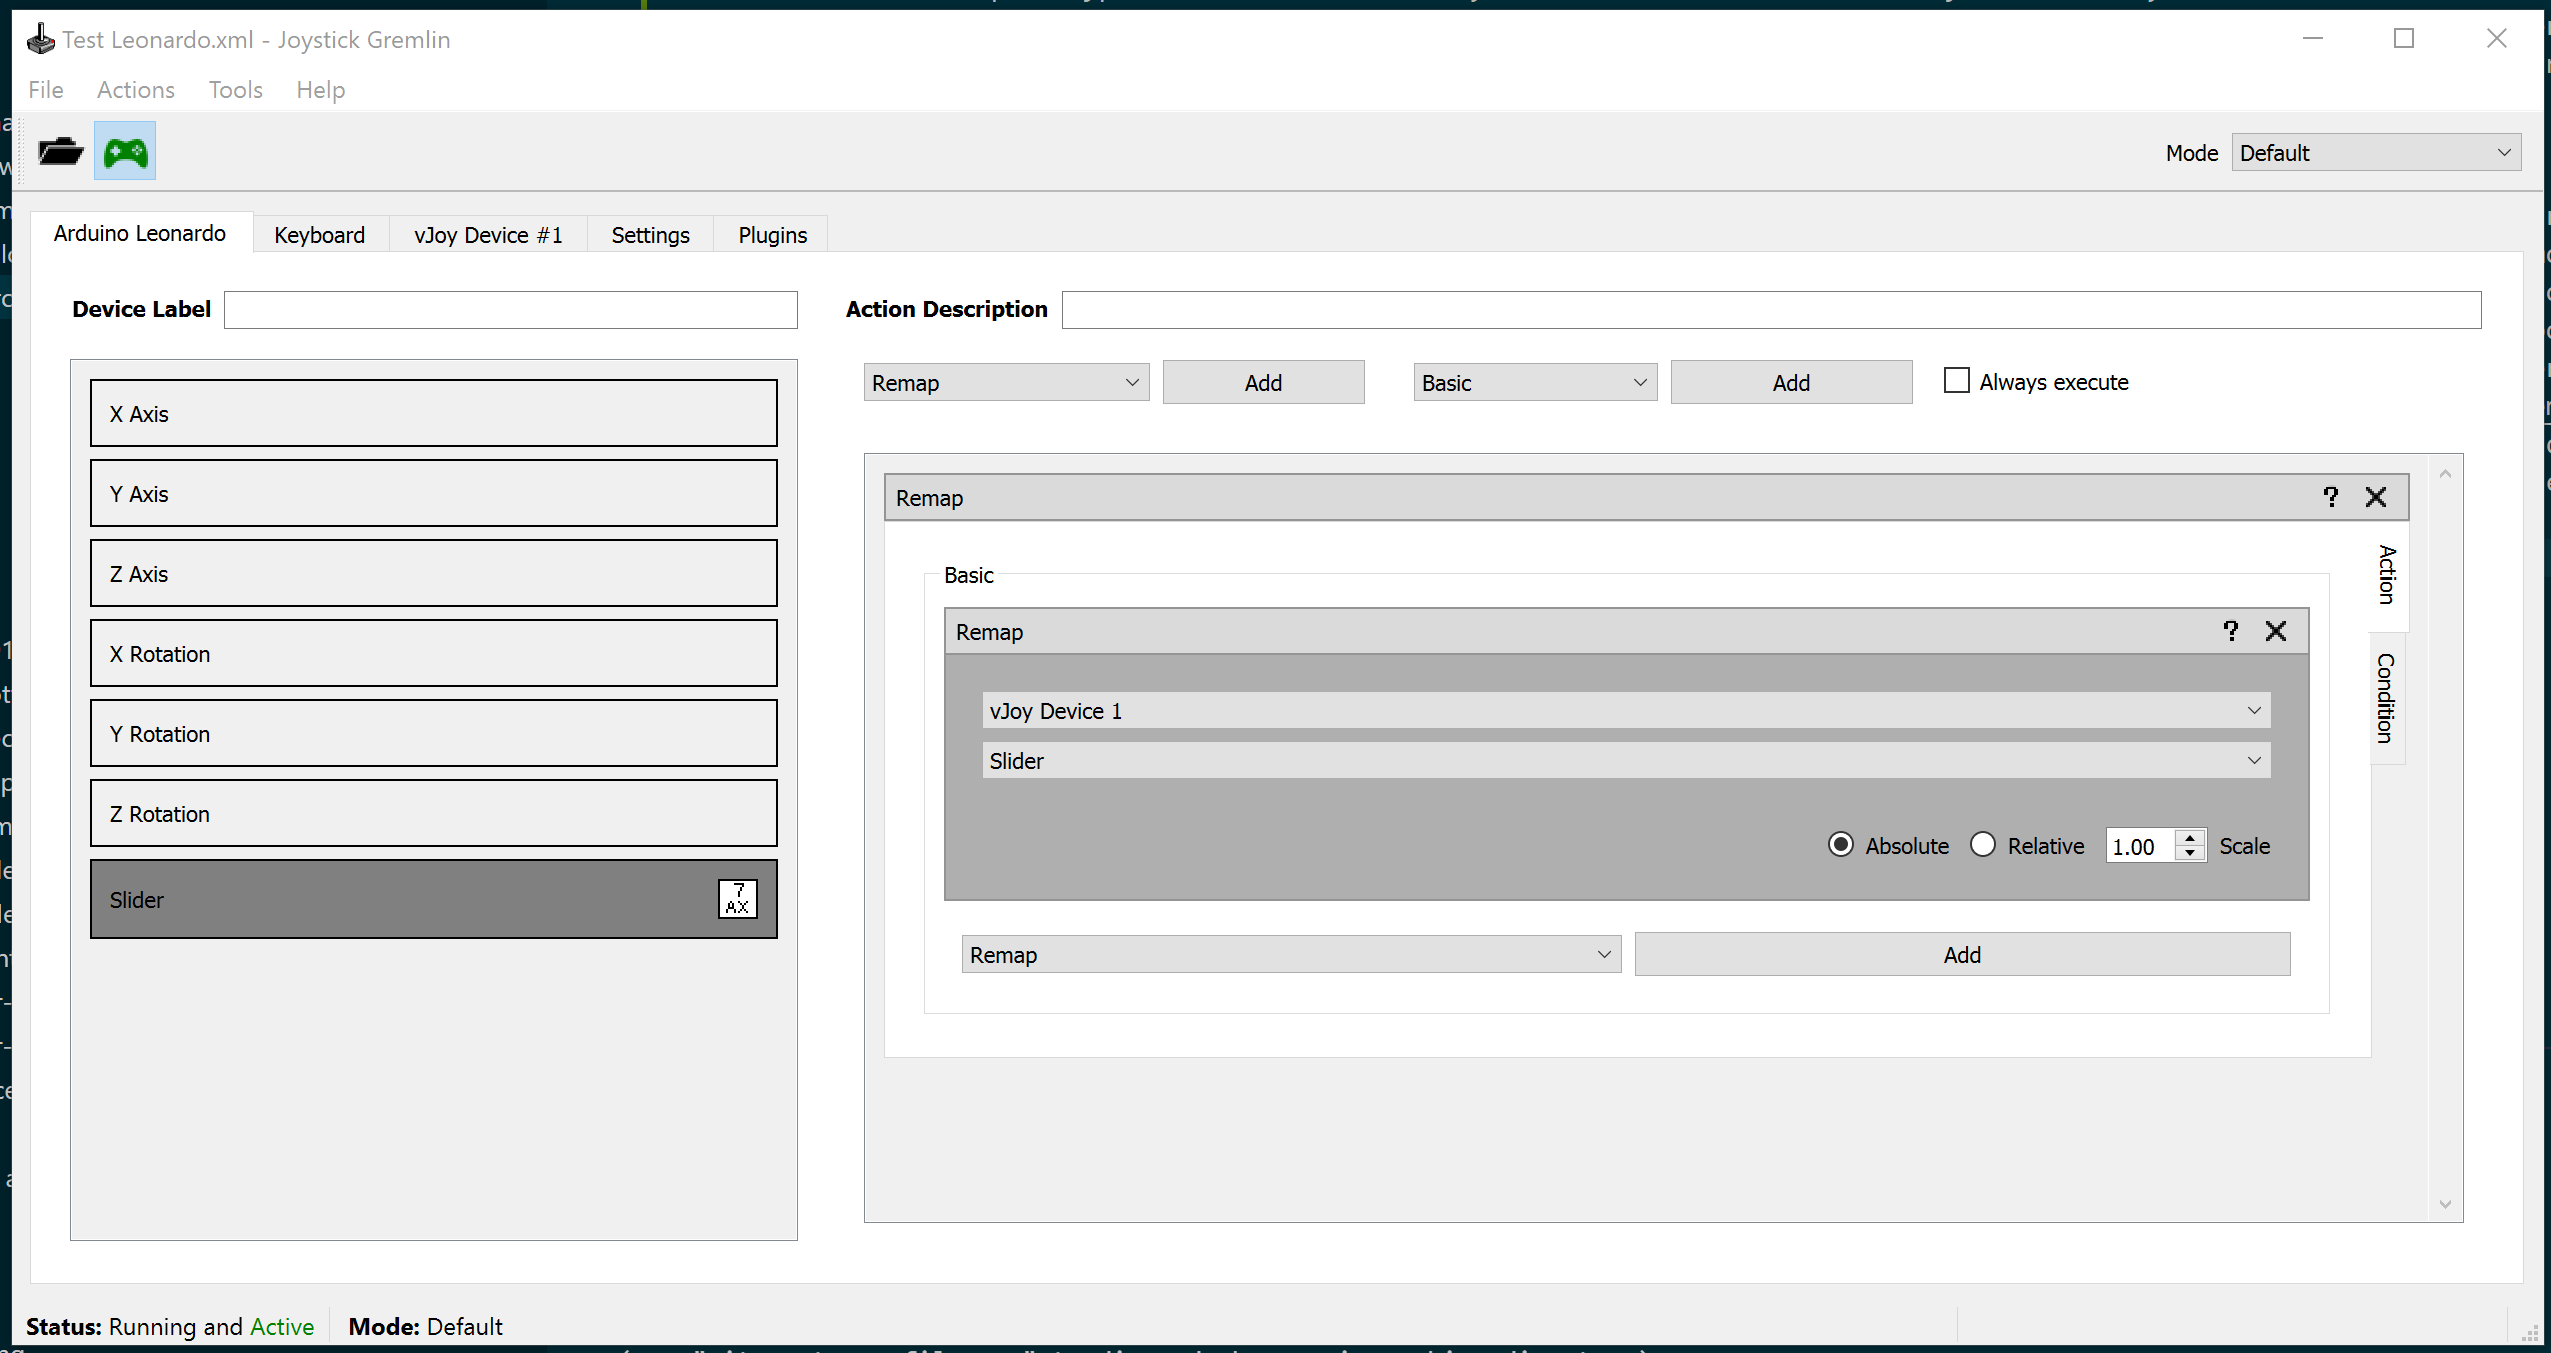 Test Leonardo.xml - Joystick Gremlin
File Actions Tools Help
Mode Default
Arduino Leonardo Keyboard vJoy Device #1 Settings Plugins
Device Label Action Description
Remap Add Basic Add Always execute
X Axis
Y Axis
Z Axis
X Rotation
Y Rotation
Z Rotation
Slider 7 AX
Remap ?
Action
Condition
Basic
Remap ?
vJoy Device 1
Slider
Absolute Relative 1.00 Scale
Remap Add
Status: Running and Active Mode: Default